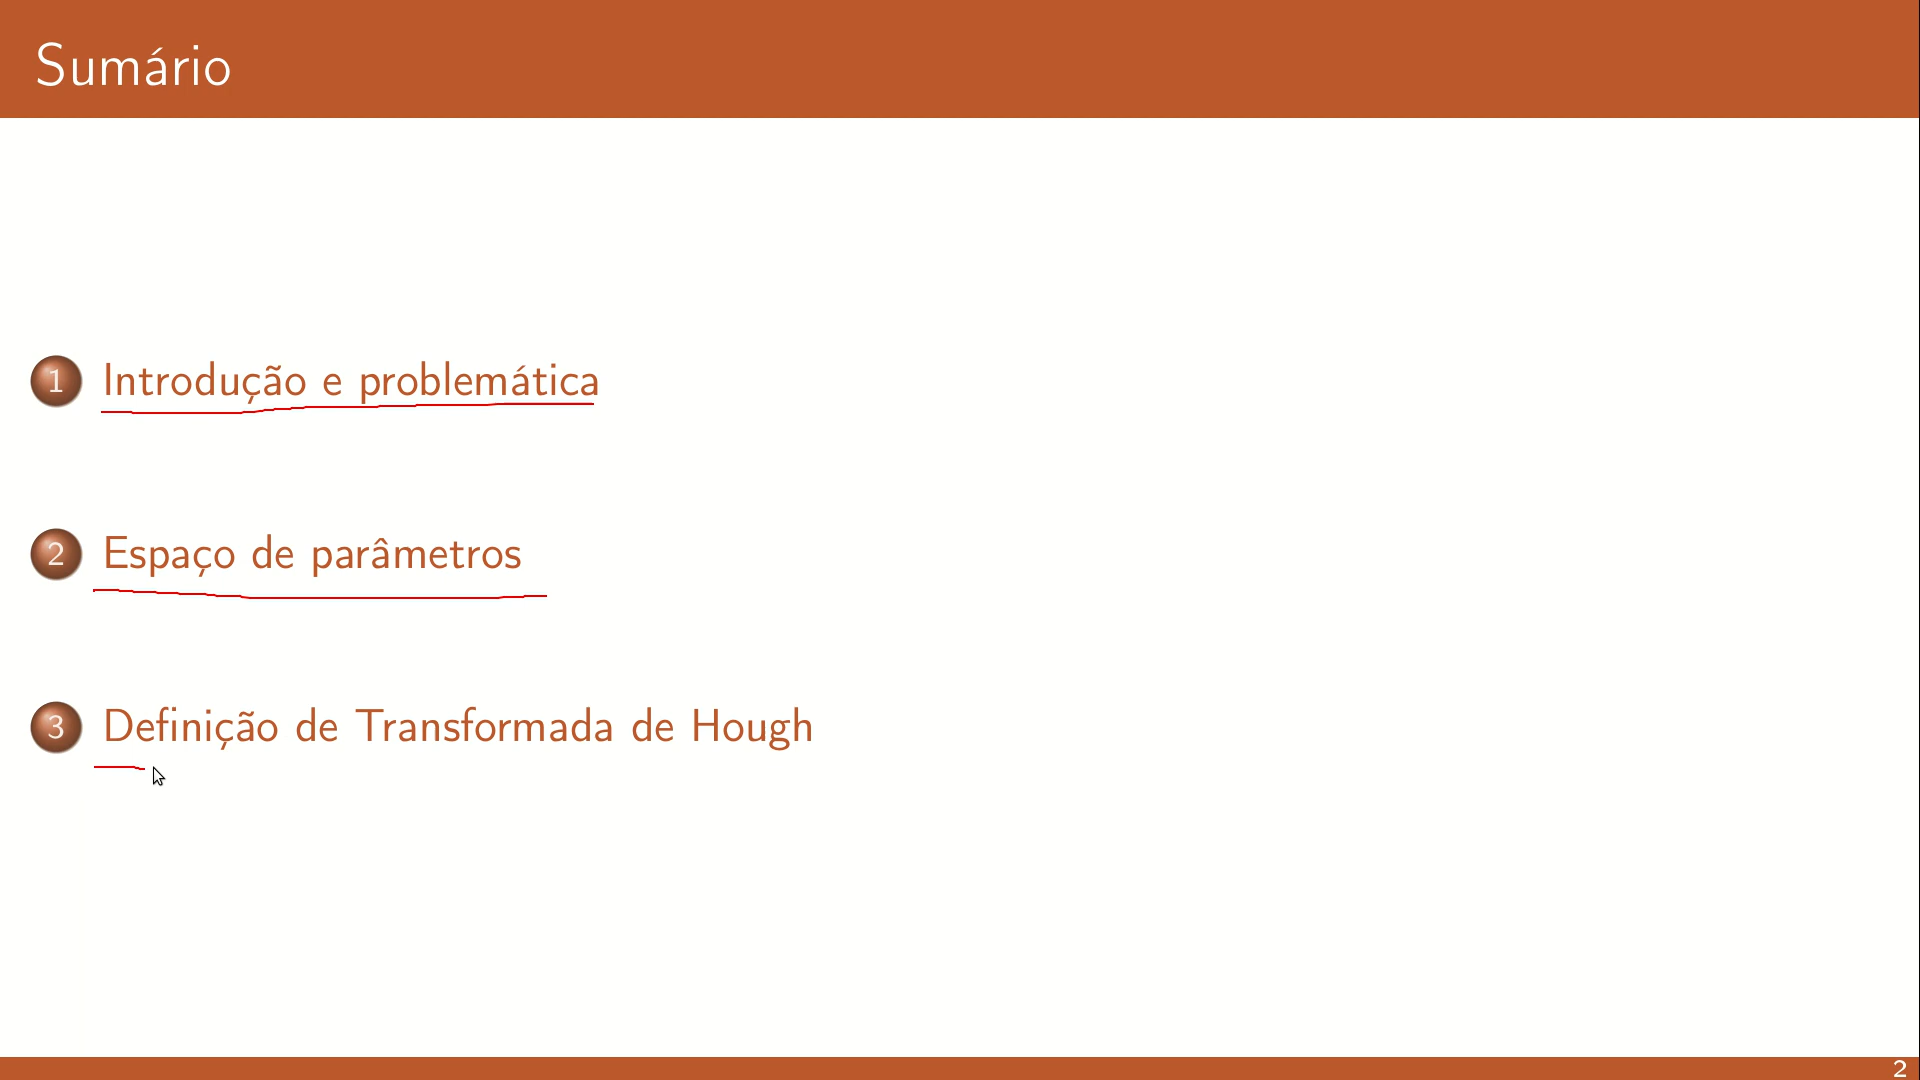 Sumário
1 Introdução e problemática
2 Espaço de parâmetros
3 Definição de Transformada de Hough
2